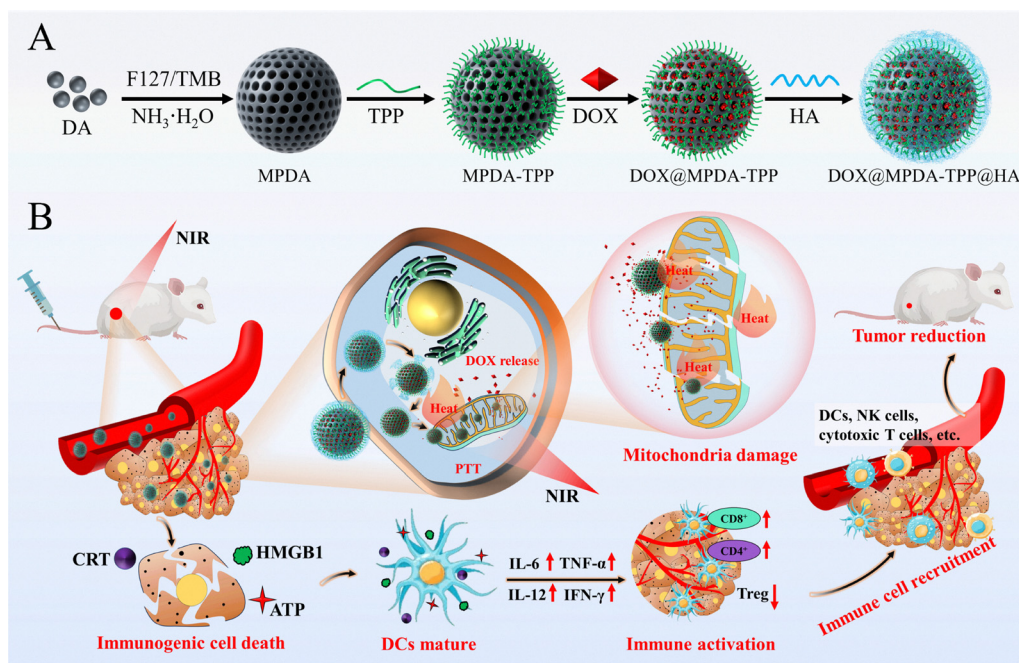 A
DA
F127/TMB
NH₃·H₂O
MPDA
TPP
MPDA-TPP
DOX
DOX@MPDA-TPP
HA
DOX@MPDA-TPP@HA
B
NIR
DOX release
Heat
PTT
NIR
Heat
Heat
Heat
Mitochondria damage
Tumor reduction
DCs, NK cells,
cytotoxic T cells, etc.
Immune cell recruitment
CRT
HMGB1
ATP
Immunogenic cell death
DCs mature
IL-6 TNF-α
IL-12 IFN-γ
CD8⁺
CD4⁺
Treg
Immune activation